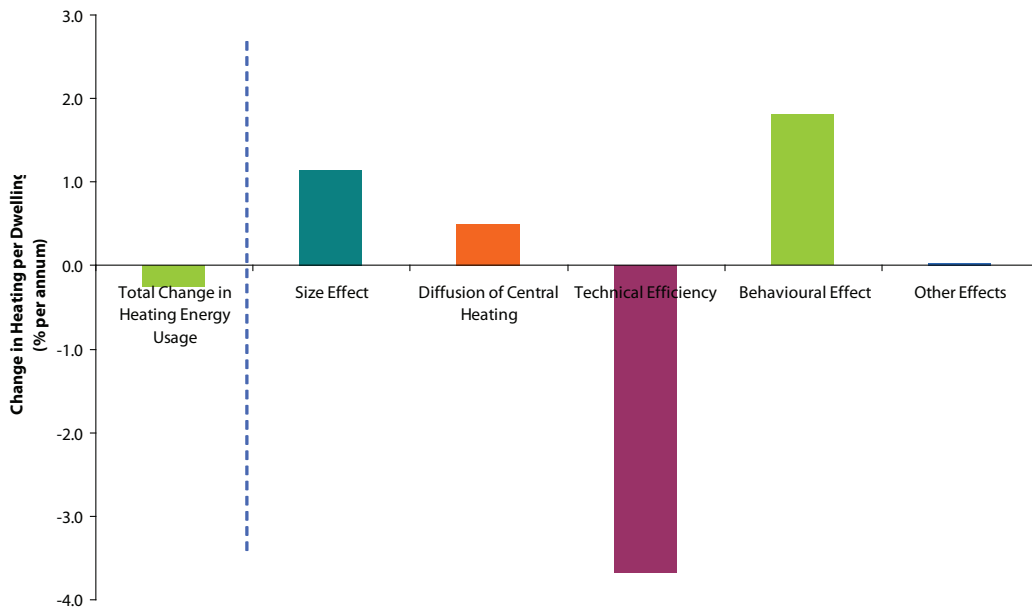 3.0
2.0
1.0
0.0
-1.0
-2.0
-3.0
-4.0
Change in Heating per Dwelling
(% per annum)
Total Change in
Heating Energy
Usage
Size Effect
Diffusion of Central
Heating
Technical Efficiency
Behavioural Effect
Other Effects